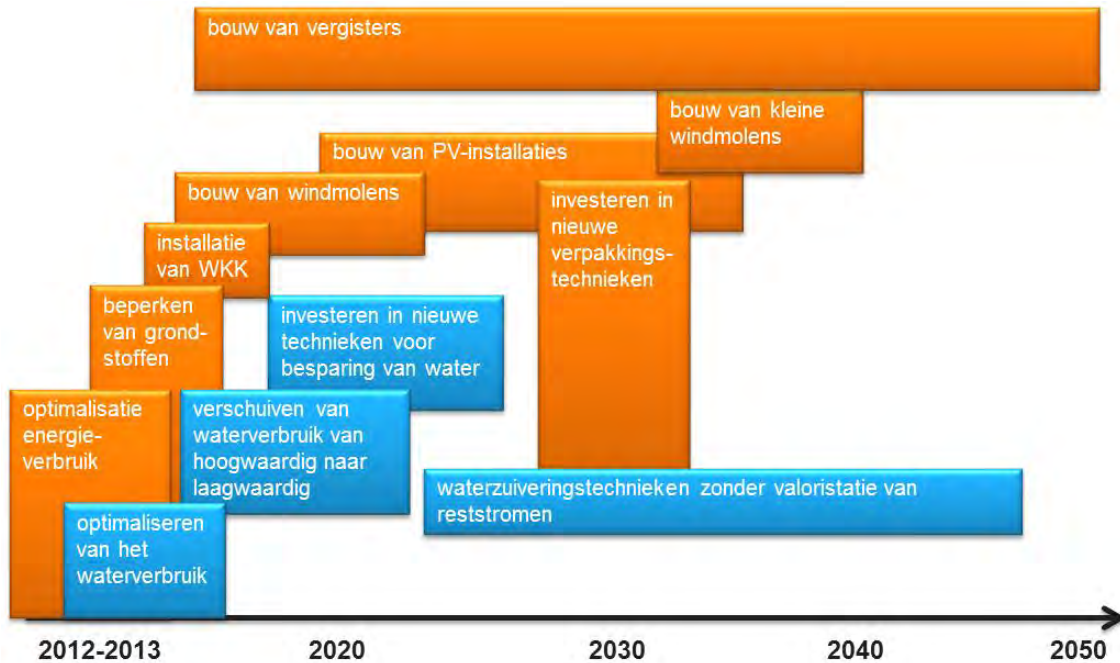 bouw van vergisters
bouw van kleine
windmolens
bouw van PV-installaties
bouw van windmolens
investeren in
nieuwe
verpakkings-
technieken
installatie
van WKK
beperken
van grond-
stoffen
investeren in nieuwe
technieken voor
besparing van water
optimalisatie
energie-
verbruik
verschuiven van
waterverbruik van
hoogwaardig naar
laagwaardig
waterzuiveringstechnieken zonder valoristatie van
reststromen
optimaliseren
van het
waterverbruik
2012-2013
2020
2030
2040
2050